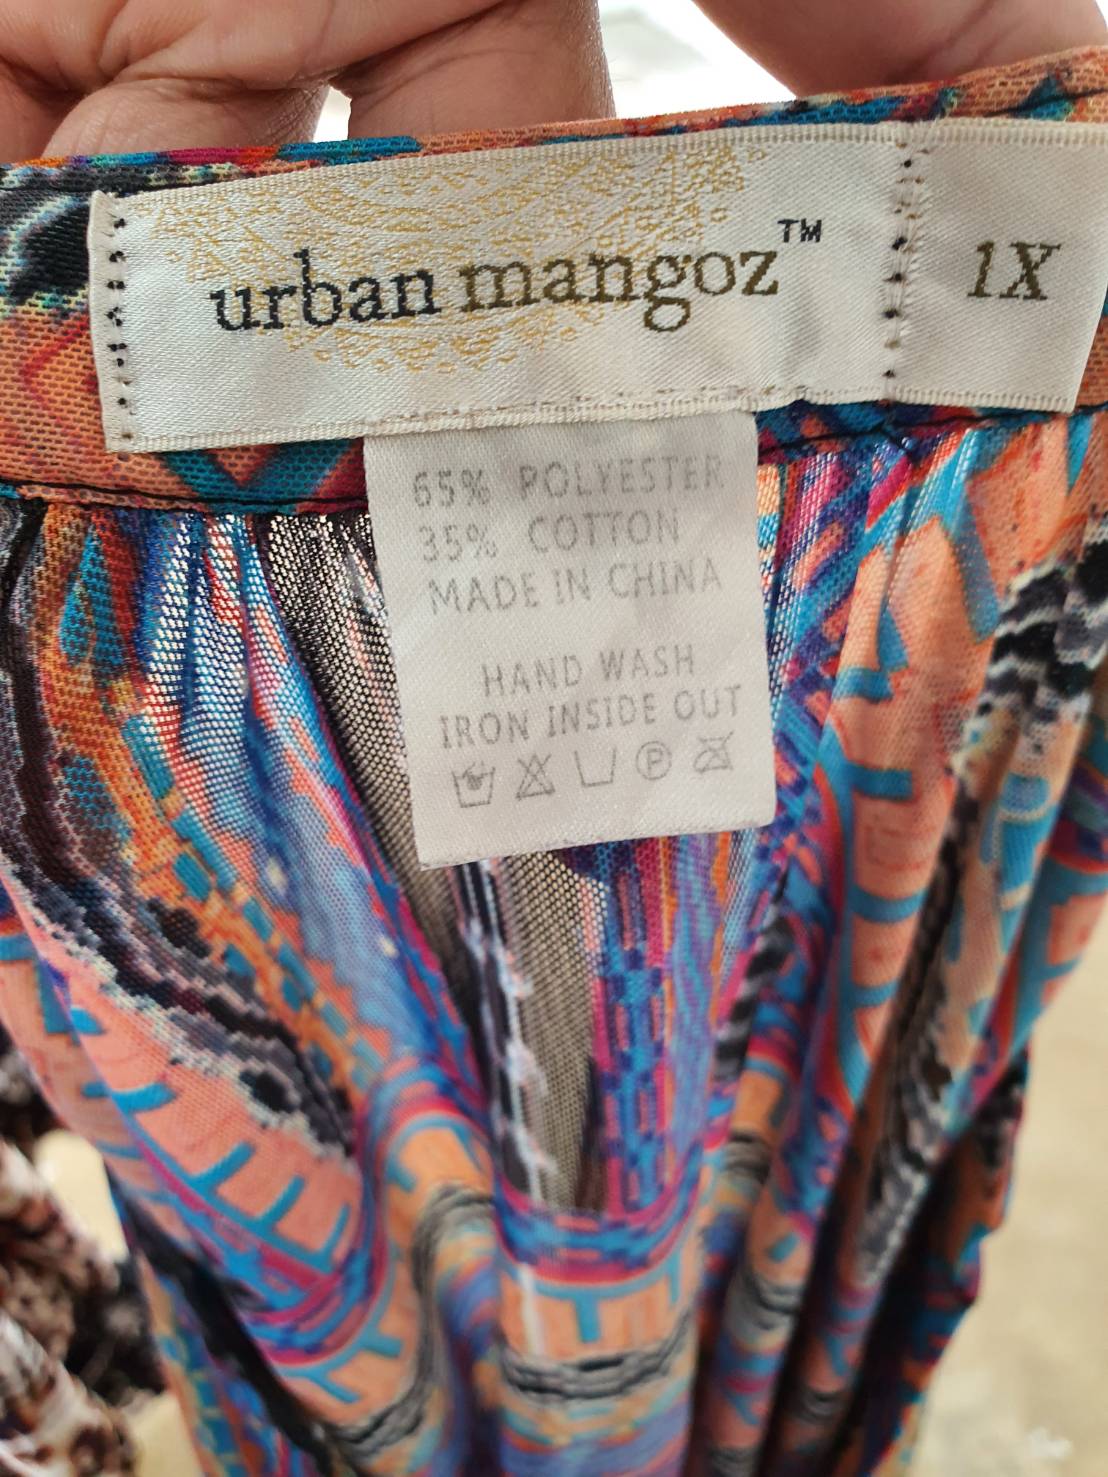 urban mangoz™
1X
65% POLYESTER
35% COTTON
MADE IN CHINA
HAND WASH
IRON INSIDE OUT
P